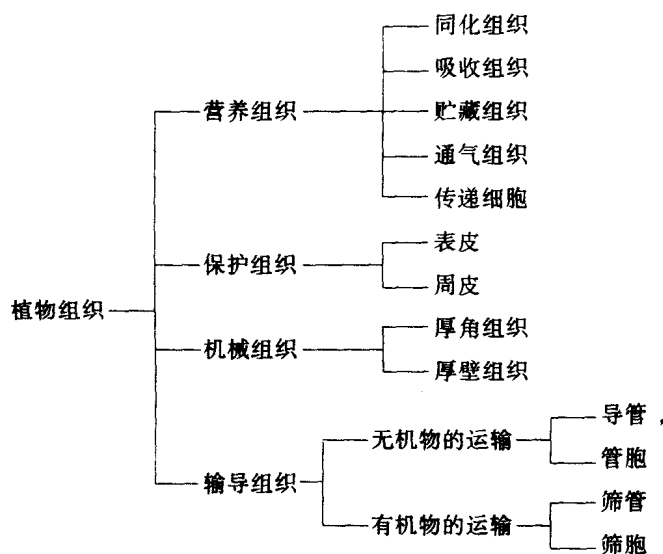 同化组织
吸收组织
营养组织
贮藏组织
通气组织
传递细胞
表皮
保护组织
周皮
植物组织
厚角组织
机械组织
厚壁组织
导管,
无机物的运输
管胞
输导组织
筛管
有机物的运输
筛胞